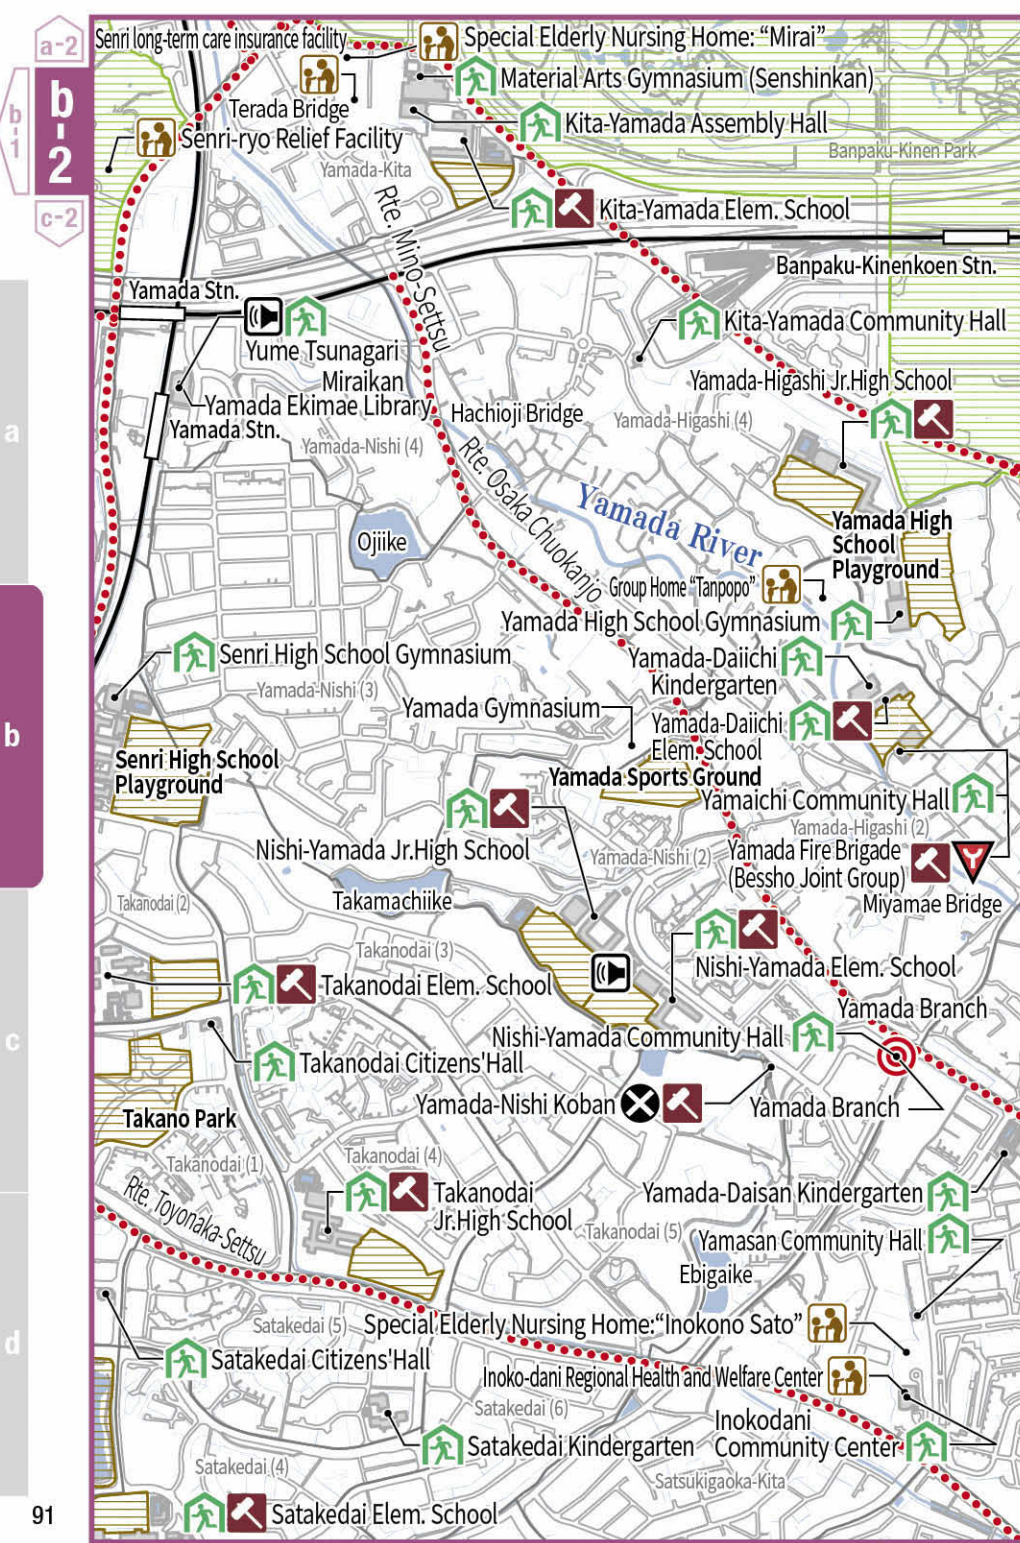 a-2
b-1
b-2
c-2
a
b
c
d
91
Senri long-term care insurance facility
Special Elderly Nursing Home: “Mirai”
Material Arts Gymnasium (Senshinkan)
Terada Bridge
Kita-Yamada Assembly Hall
Senri-ryo Relief Facility
Banpaku-Kinen Park
Yamada-Kita
Rte. Mino-Settsu
Kita-Yamada Elem. School
Banpaku-Kinenkoen Stn.
Yamada Stn.
Kita-Yamada Community Hall
Yume Tsunagari
Miraikan
Yamada-Higashi Jr.High School
Yamada Ekimae Library
Hachioji Bridge
Yamada-Higashi (4)
Yamada Stn.
Yamada-Nishi (4)
Rte. Osaka Chuokanjo
Yamada River
Ojiike
Yamada High
School
Playground
Group Home “Tanpopo”
Yamada High School Gymnasium
Senri High School Gymnasium
Yamada-Daiichi
Kindergarten
Yamada-Nishi (3)
Yamada Gymnasium
Yamada-Daiichi
Elem. School
Senri High School
Playground
Yamada Sports Ground
Yamaichi Community Hall
Yamada-Higashi (2)
Nishi-Yamada Jr.High School
Yamada-Nishi (2)
Yamada Fire Brigade
(Bessho Joint Group)
Miyamae Bridge
Takamachiike
Takanodai (2)
Takanodai (3)
Nishi-Yamada Elem. School
Takanodai Elem. School
Yamada Branch
Nishi-Yamada Community Hall
Takanodai Citizens'Hall
Yamada-Nishi Koban
Yamada Branch
Takano Park
Takanodai (4)
Takanodai (1)
Rte. Toyonaka-Settsu
Takanodai
Jr.High School
Yamada-Daisan Kindergarten
Takanodai (5)
Yamasan Community Hall
Ebigaike
Satakedai (5)
Special Elderly Nursing Home:“Inokono Sato”
Satakedai Citizens'Hall
Inoko-dani Regional Health and Welfare Center
Satakedai (6)
Inokodani
Community Center
Satakedai Kindergarten
Satakedai (4)
Satsukigaoka-Kita
Satakedai Elem. School